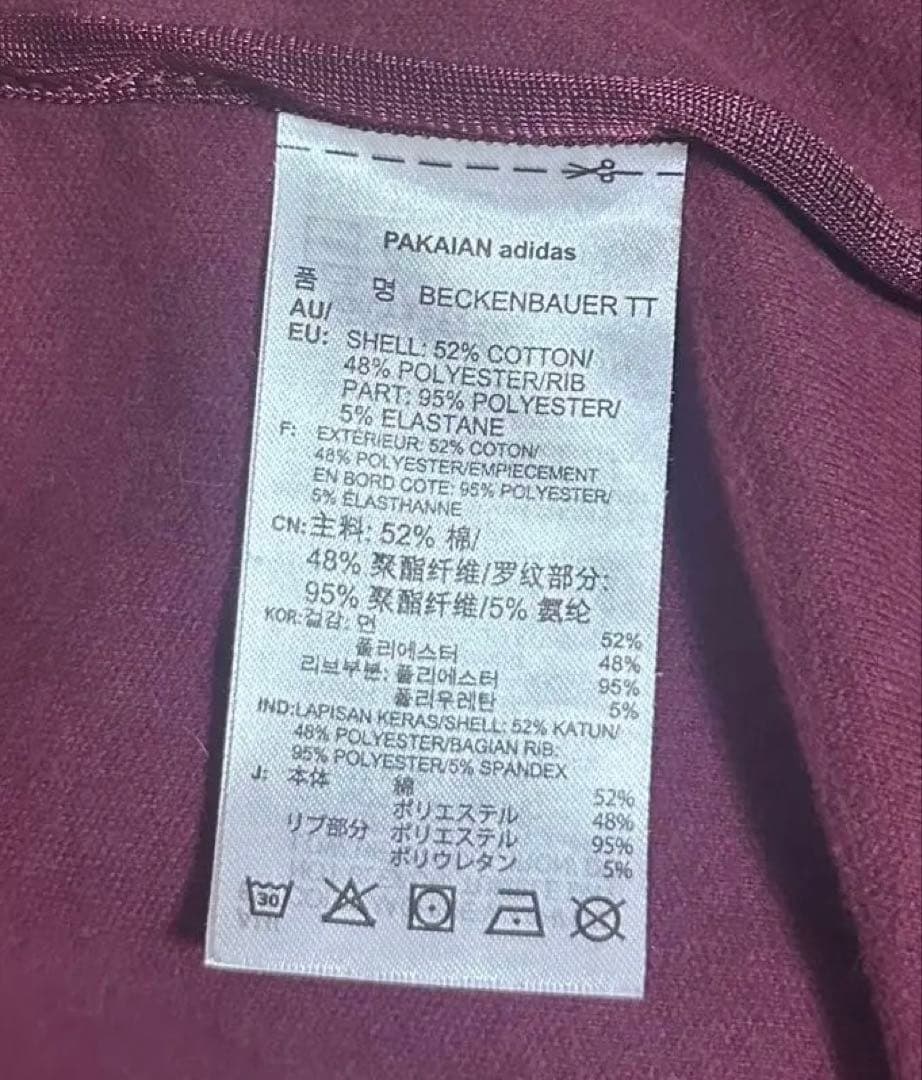 PAKAIAN adidas
품 명 BECKENBAUER TT
AU/
EU: SHELL: 52% COTTON/
48% POLYESTER/RIB
PART: 95% POLYESTER/
5% ELASTANE
F: EXTÉRIEUR: 52% COTON/
48% POLYESTER/EMPIECEMENT
EN BORD COTE: 95% POLYESTER/
5% ÉLASTHANNE
CN: 主料: 52% 棉/
48% 聚酯纤维/罗纹部分:
95% 聚酯纤维/5% 氨纶
KOR: 겉감: 면 52%
폴리에스터 48%
리브부분: 폴리에스터 95%
폴리우레탄 5%
IND: LAPISAN KERAS/SHELL: 52% KATUN/
48% POLYESTER/BAGIAN RIB:
95% POLYESTER/5% SPANDEX
J: 本体 綿 52%
ポリエステル 48%
リブ部分 ポリエステル 95%
ポリウレタン 5%
30